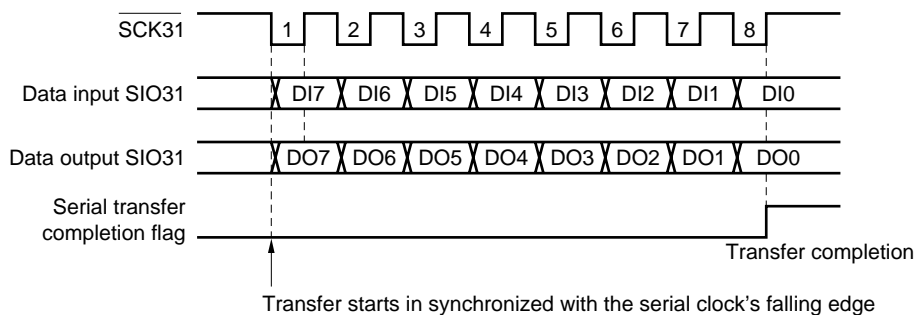 SCK31
1 2 3 4 5 6 7 8
Data input SIO31
DI7 DI6 DI5 DI4 DI3 DI2 DI1 DI0
Data output SIO31
DO7 DO6 DO5 DO4 DO3 DO2 DO1 DO0
Serial transfer
completion flag
Transfer completion
Transfer starts in synchronized with the serial clock's falling edge